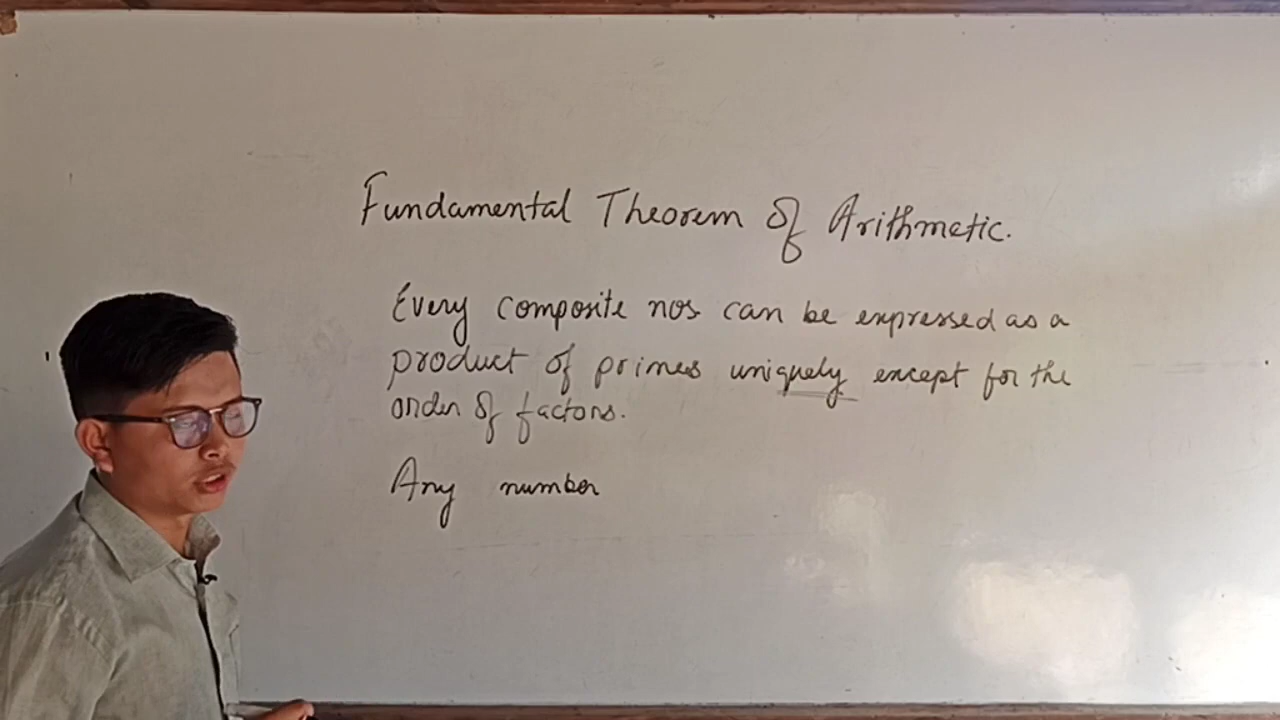 Fundamental Theorem Of Arithmetic.
Every composite nos can be expressed as a
product of primes uniquely except for the
order of factors.
Any number